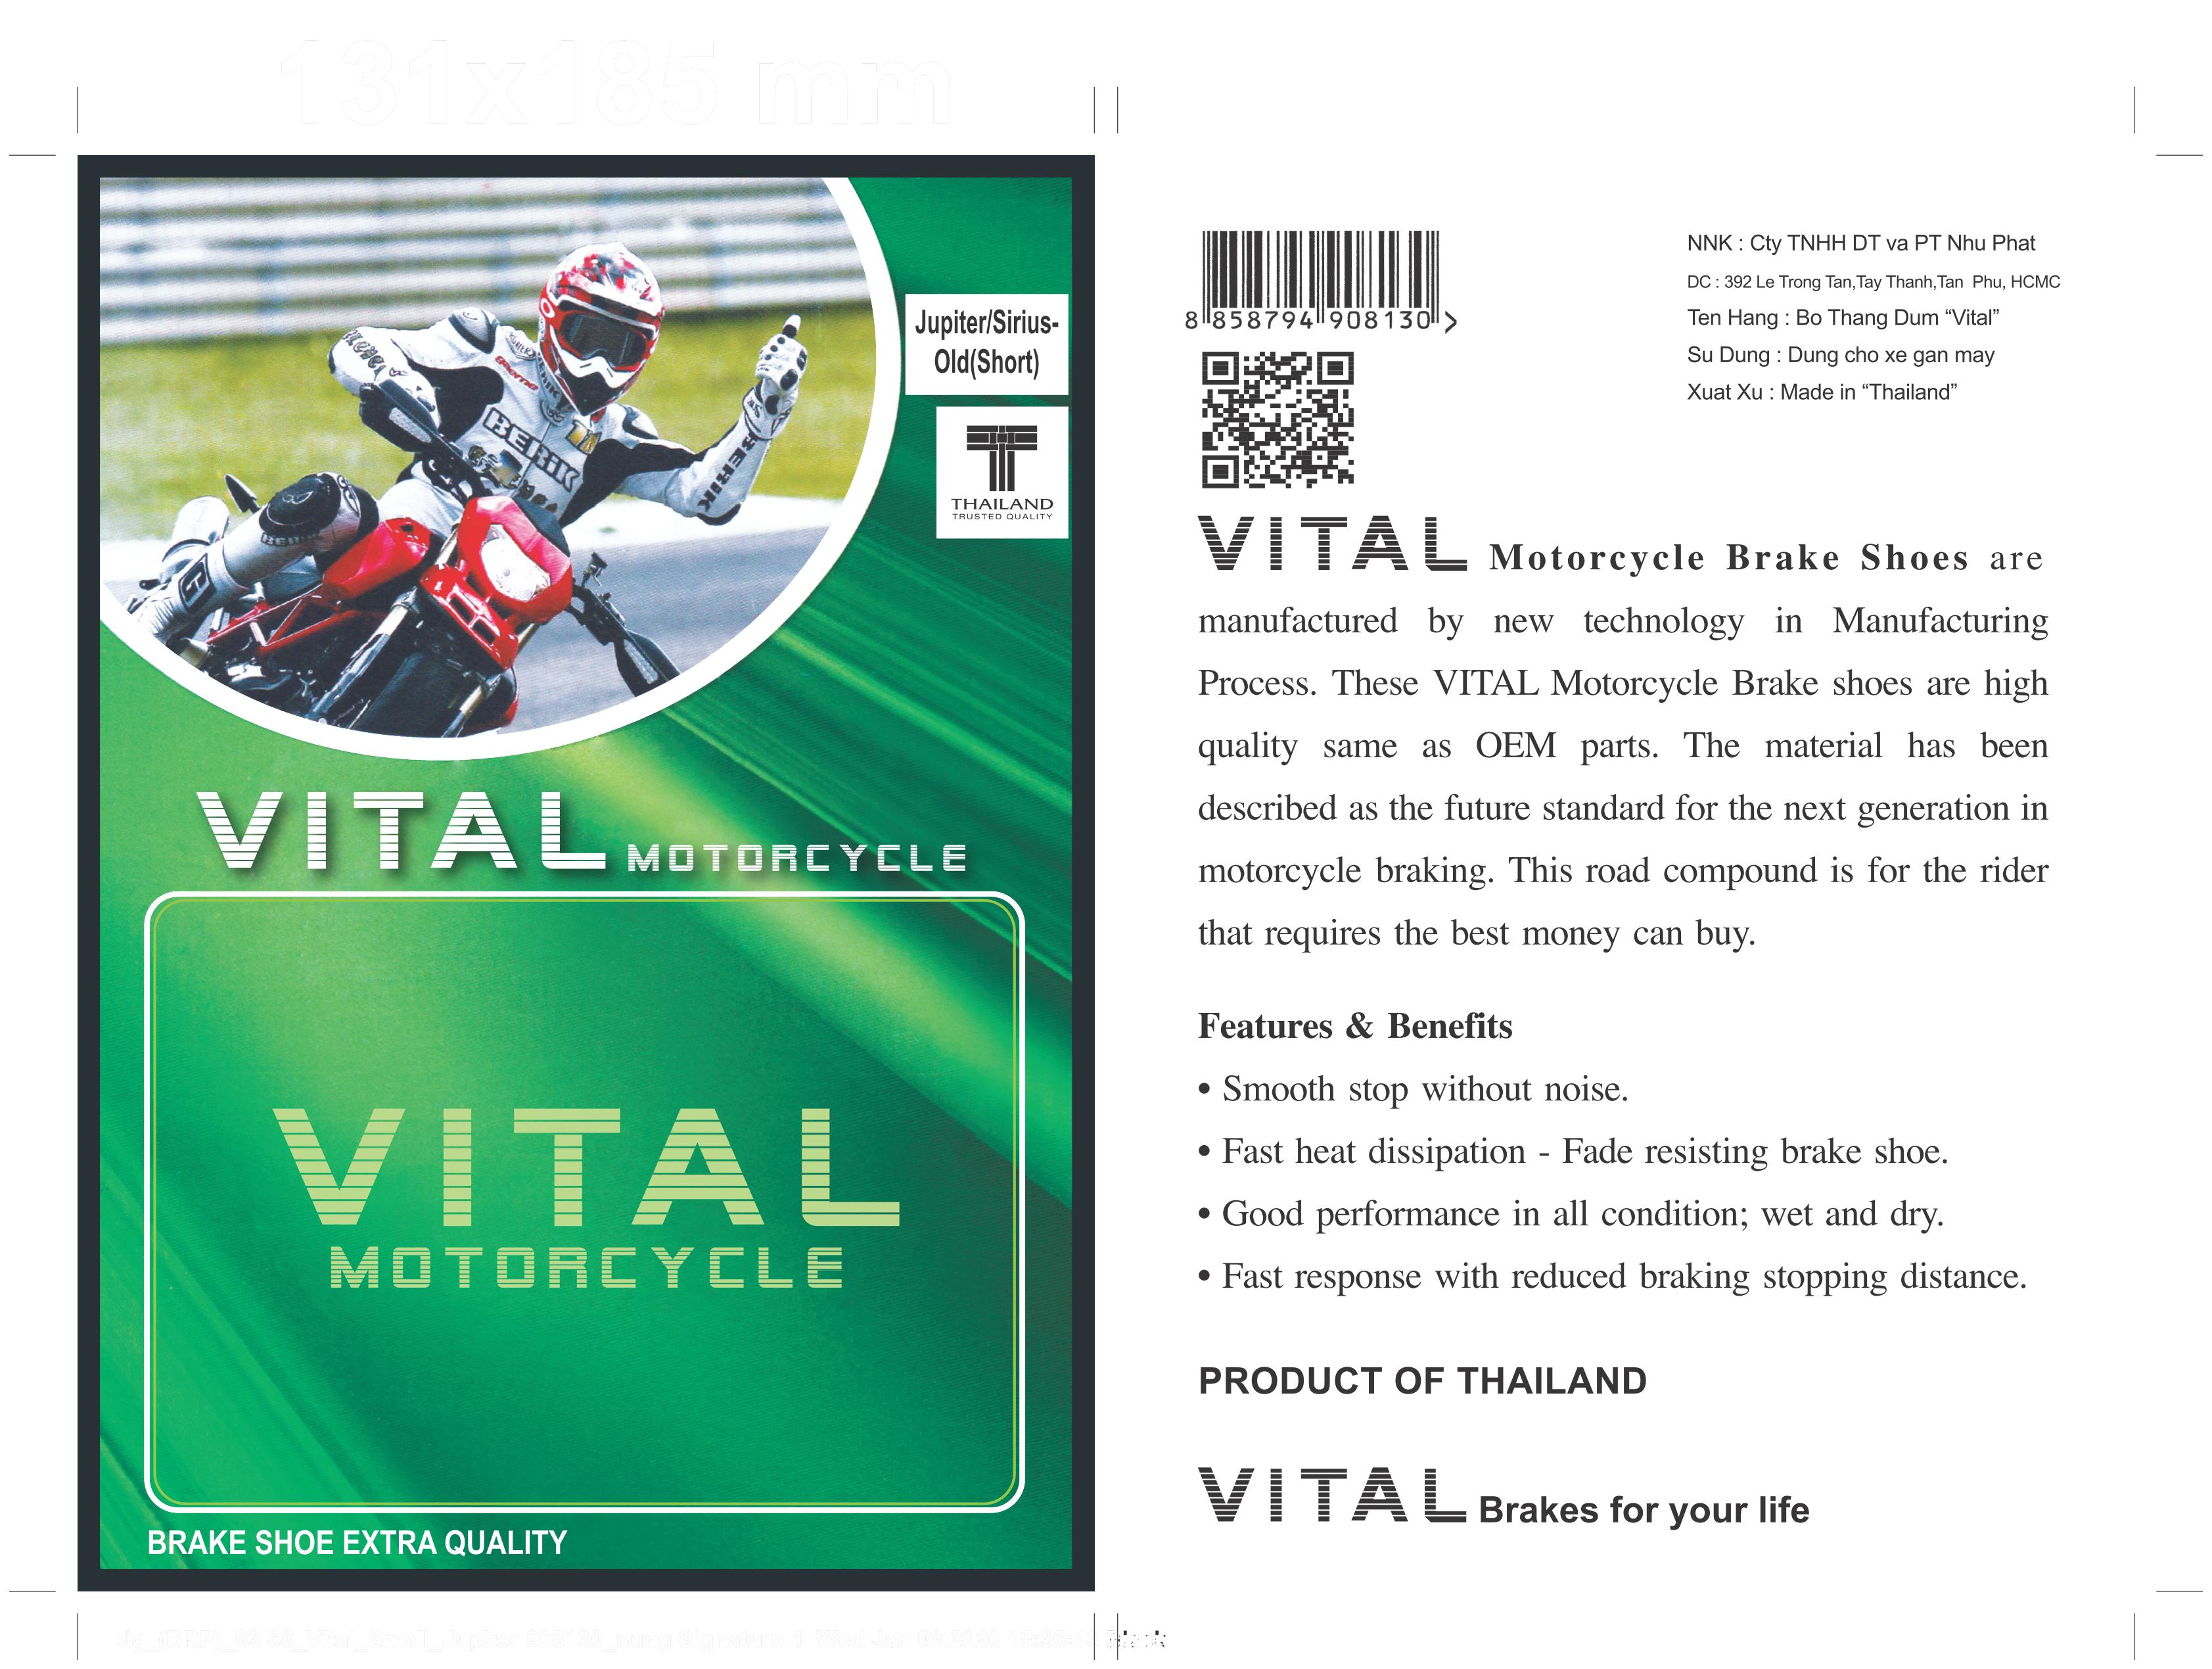 131x185 mm
Jupiter/Sirius-
Old(Short)
THAILAND
TRUSTED QUALITY
BERIK
BERIK
VITAL MOTORCYCLE
VITAL
MOTORCYCLE
BRAKE SHOE EXTRA QUALITY
8 858794 908130 >
NNK : Cty TNHH DT va PT Nhu Phat
DC : 392 Le Trong Tan,Tay Thanh,Tan Phu, HCMC
Ten Hang : Bo Thang Dum “Vital”
Su Dung : Dung cho xe gan may
Xuat Xu : Made in “Thailand”
VITAL Motorcycle Brake Shoes are
manufactured by new technology in Manufacturing
Process. These VITAL Motorcycle Brake shoes are high
quality same as OEM parts. The material has been
described as the future standard for the next generation in
motorcycle braking. This road compound is for the rider
that requires the best money can buy.
Features & Benefits
• Smooth stop without noise.
• Fast heat dissipation - Fade resisting brake shoe.
• Good performance in all condition; wet and dry.
• Fast response with reduced braking stopping distance.
PRODUCT OF THAILAND
VITAL Brakes for your life